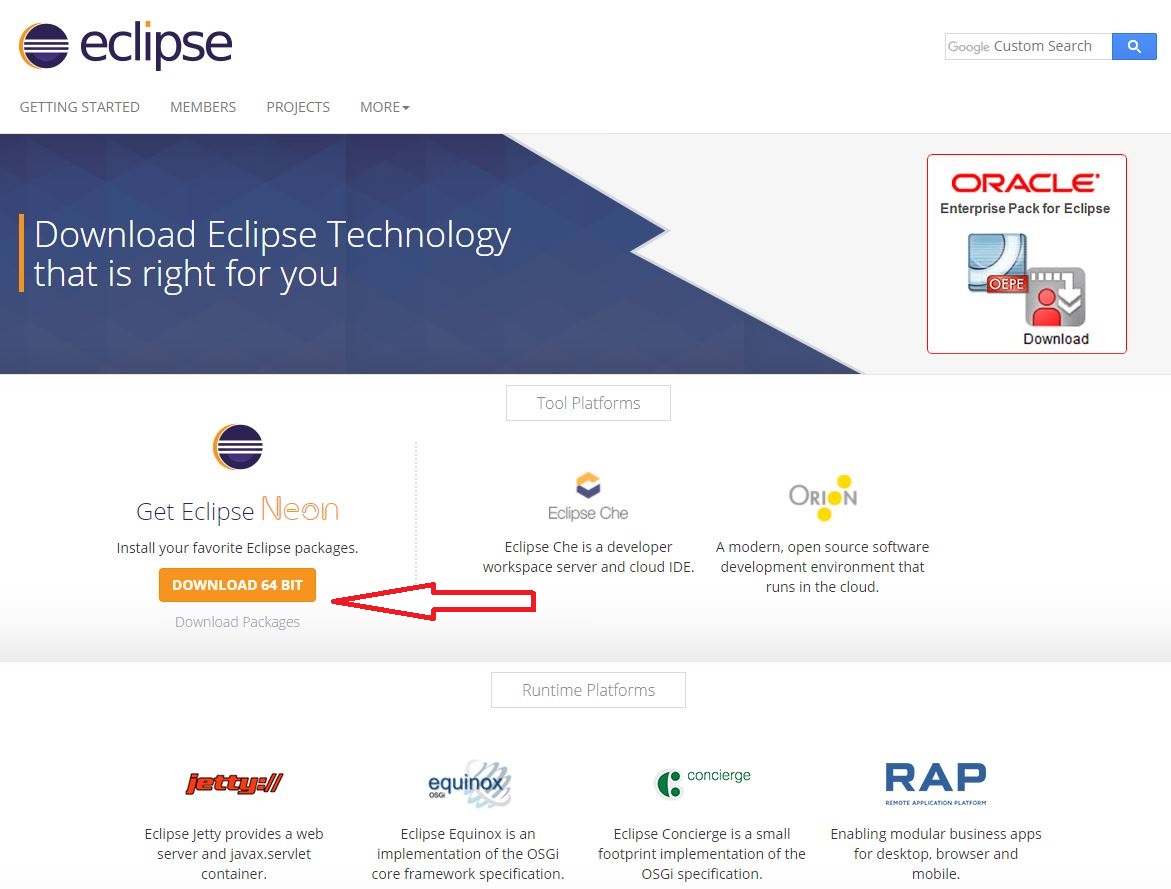 eclipse
Google Custom Search
GETTING STARTED MEMBERS PROJECTS MORE
Download Eclipse Technology
that is right for you
ORACLE
Enterprise Pack for Eclipse
OEPE
Download
Tool Platforms
Get Eclipse Neon
Install your favorite Eclipse packages.
DOWNLOAD 64 BIT
Download Packages
Eclipse Che
Eclipse Che is a developer
workspace server and cloud IDE.
ORION
A modern, open source software
development environment that
runs in the cloud.
Runtime Platforms
jetty://
Eclipse Jetty provides a web
server and javax.servlet
container.
equinox
OSGi
Eclipse Equinox is an
implementation of the OSGi
core framework specification.
concierge
Eclipse Concierge is a small
footprint implementation of the
OSGi specification.
RAP
REMOTE APPLICATION PLATFORM
Enabling modular business apps
for desktop, browser and
mobile.